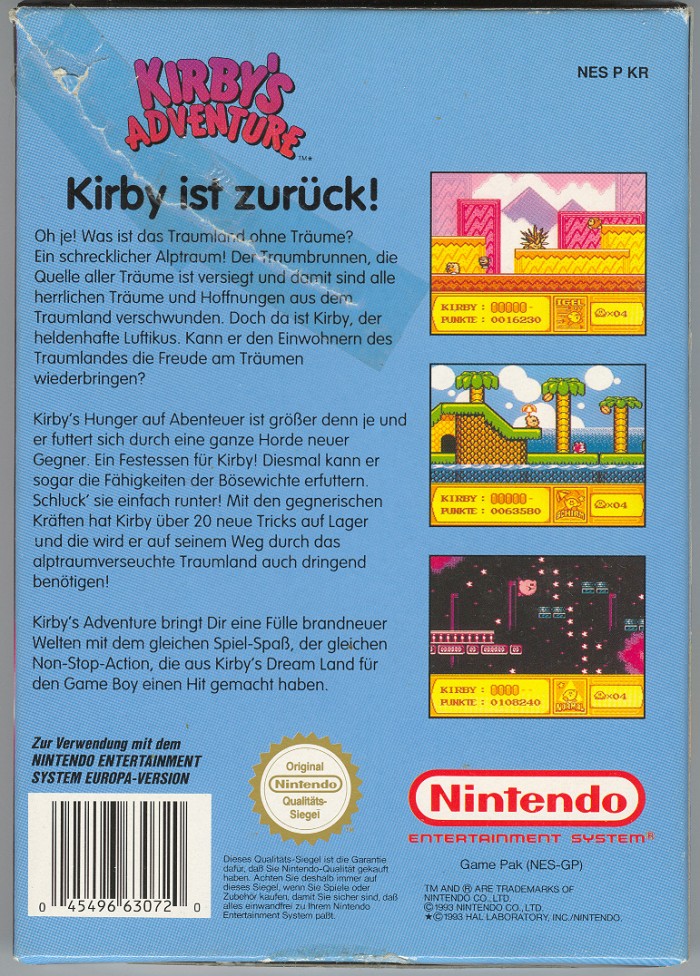 KIRBY'S
ADVENTURE
TM*
NES P KR
Kirby ist zurück!
Oh je! Was ist das Traumland ohne Träume?
Ein schrecklicher Alptraum! Der Traumbrunnen, die
Quelle aller Träume ist versiegt und damit sind alle
herrlichen Träume und Hoffnungen aus dem
Traumland verschwunden. Doch da ist Kirby, der
heldenhafte Luftikus. Kann er den Einwohnern des
Traumlandes die Freude am Träumen
wiederbringen?
Kirby's Hunger auf Abenteuer ist größer denn je und
er futtert sich durch eine ganze Horde neuer
Gegner. Ein Festessen für Kirby! Diesmal kann er
sogar die Fähigkeiten der Bösewichte erfuttern.
Schluck' sie einfach runter! Mit den gegnerischen
Kräften hat Kirby über 20 neue Tricks auf Lager
und die wird er auf seinem Weg durch das
alptraumverseuchte Traumland auch dringend
benötigen!
Kirby's Adventure bringt Dir eine Fülle brandneuer
Welten mit dem gleichen Spiel-Spaß, der gleichen
Non-Stop-Action, die aus Kirby's Dream Land für
den Game Boy einen Hit gemacht haben.
KIRBY :
PUNKTE : 0016230
IGEL
×04
KIRBY :
PUNKTE : 0063580
SCHIRM
×04
KIRBY :
PUNKTE : 0108240
NORMAL
×04
Zur Verwendung mit dem
NINTENDO ENTERTAINMENT
SYSTEM EUROPA-VERSION
0 45496 63072 0
Original
Nintendo
Qualitäts-
Siegel
Dieses Qualitäts-Siegel ist die Garantie
dafür, daß Sie Nintendo-Qualität gekauft
haben. Achten Sie deshalb immer auf
dieses Siegel, wenn Sie Spiele oder
Zubehör kaufen, damit Sie sicher sind, daß
alles einwandfrei zu Ihrem Nintendo
Entertainment System paßt.
Nintendo
ENTERTAINMENT SYSTEM®
Game Pak (NES-GP)
TM AND ® ARE TRADEMARKS OF
NINTENDO CO., LTD.
©1993 NINTENDO CO., LTD.
★©1993 HAL LABORATORY, INC./NINTENDO.